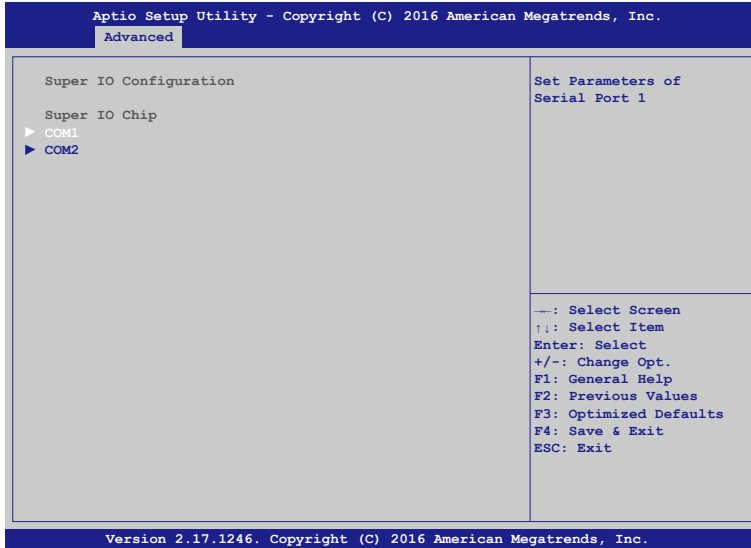 Aptio Setup Utility - Copyright (C) 2016 American Megatrends, Inc.
Advanced
Super IO Configuration
Super IO Chip
► COM1
► COM2
Set Parameters of
Serial Port 1
→←: Select Screen
↑↓: Select Item
Enter: Select
+/-: Change Opt.
F1: General Help
F2: Previous Values
F3: Optimized Defaults
F4: Save & Exit
ESC: Exit
Version 2.17.1246. Copyright (C) 2016 American Megatrends, Inc.